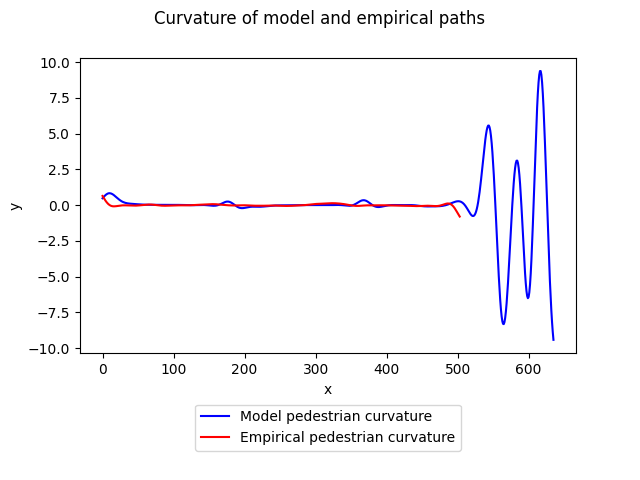 Curvature of model and empirical paths
10.0
7.5
5.0
2.5
0.0
−2.5
−5.0
−7.5
−10.0
y
0 100 200 300 400 500 600
x
Model pedestrian curvature
Empirical pedestrian curvature